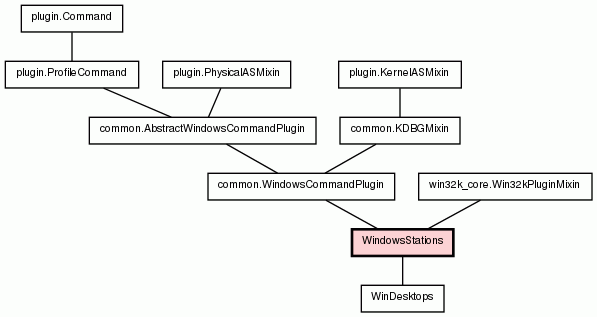 plugin.Command
plugin.ProfileCommand
plugin.PhysicalASMixin
plugin.KernelASMixin
common.AbstractWindowsCommandPlugin
common.KDBGMixin
common.WindowsCommandPlugin
win32k_core.Win32kPluginMixin
WindowsStations
WinDesktops